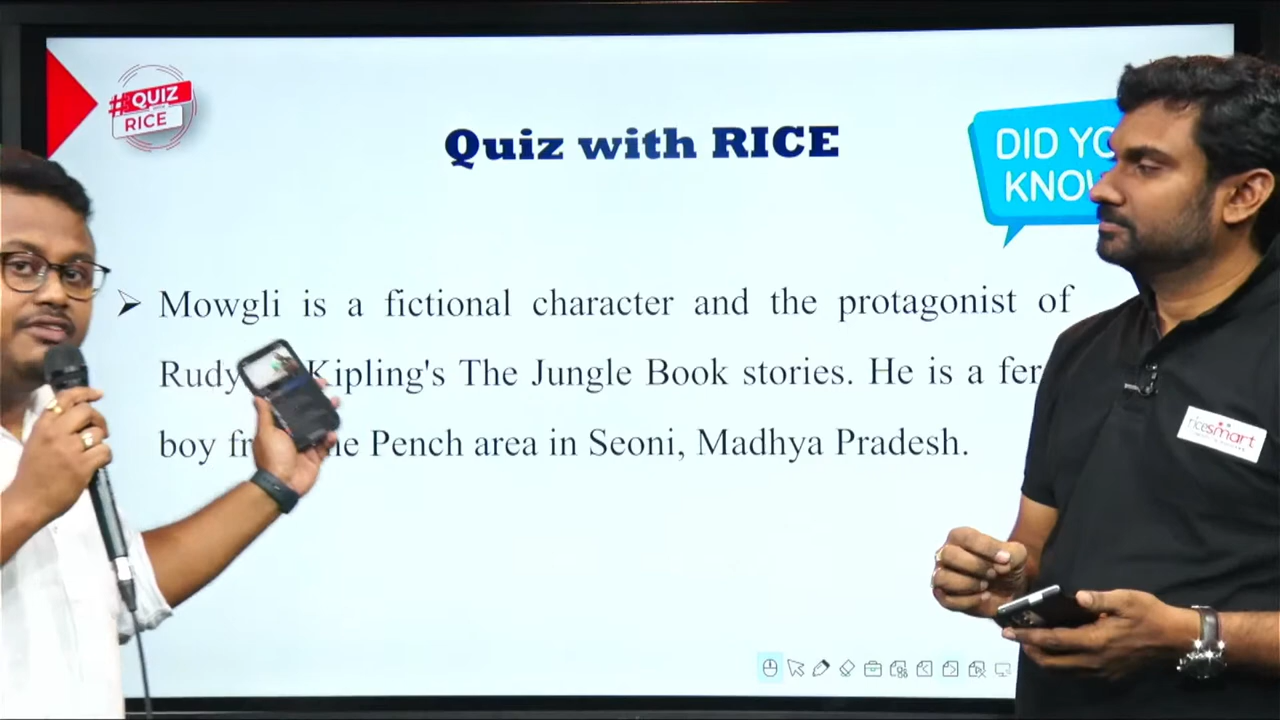 #QUIZ
RICE
Quiz with RICE
DID YO
KNOW
➢ Mowgli is a fictional character and the protagonist of
Rudy Kipling's The Jungle Book stories. He is a fer
boy fr he Pench area in Seoni, Madhya Pradesh.
ricesmart